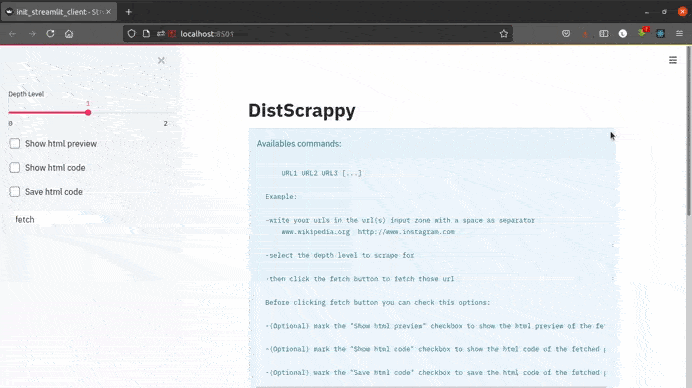 init_streamlit_client - Str
localhost:8501
Depth Level
1
0 2
Show html preview
Show html code
Save html code
fetch
DistScrappy
Availables commands:
URL1 URL2 URL3 [...]
Example:
-write your urls in the url(s) input zone with a space as separator
www.wikipedia.org http://www.instagram.com
-select the depth level to scrape for
-then click the fetch button to fetch those url
Before clicking fetch button you can check this options:
-(Optional) mark the "Show html preview" checkbox to show the html preview of the fe
-(Optional) mark the "Show html code" checkbox to show the html code of the fetched p
-(Optional) mark the "Save html code" checkbox to save the html code of the fetched p